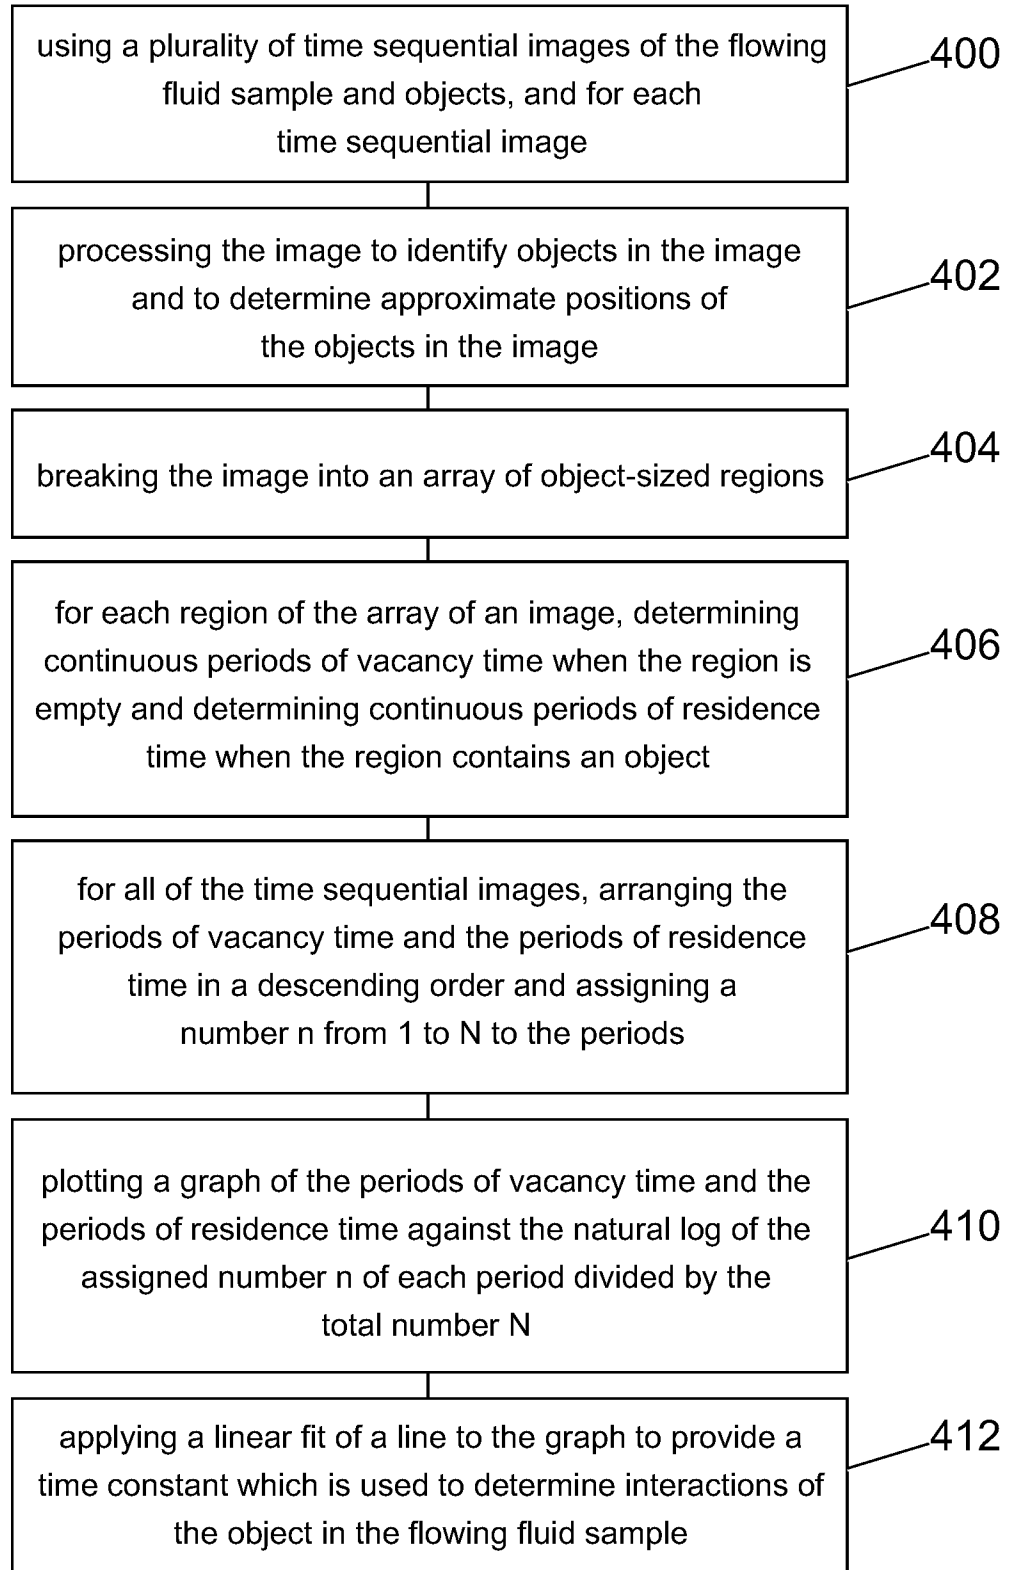 using a plurality of time sequential images of the flowing
fluid sample and objects, and for each
time sequential image
400
processing the image to identify objects in the image
and to determine approximate positions of
the objects in the image
402
breaking the image into an array of object-sized regions
404
for each region of the array of an image, determining
continuous periods of vacancy time when the region is
empty and determining continuous periods of residence
time when the region contains an object
406
for all of the time sequential images, arranging the
periods of vacancy time and the periods of residence
time in a descending order and assigning a
number n from 1 to N to the periods
408
plotting a graph of the periods of vacancy time and the
periods of residence time against the natural log of the
assigned number n of each period divided by the
total number N
410
applying a linear fit of a line to the graph to provide a
time constant which is used to determine interactions of
the object in the flowing fluid sample
412